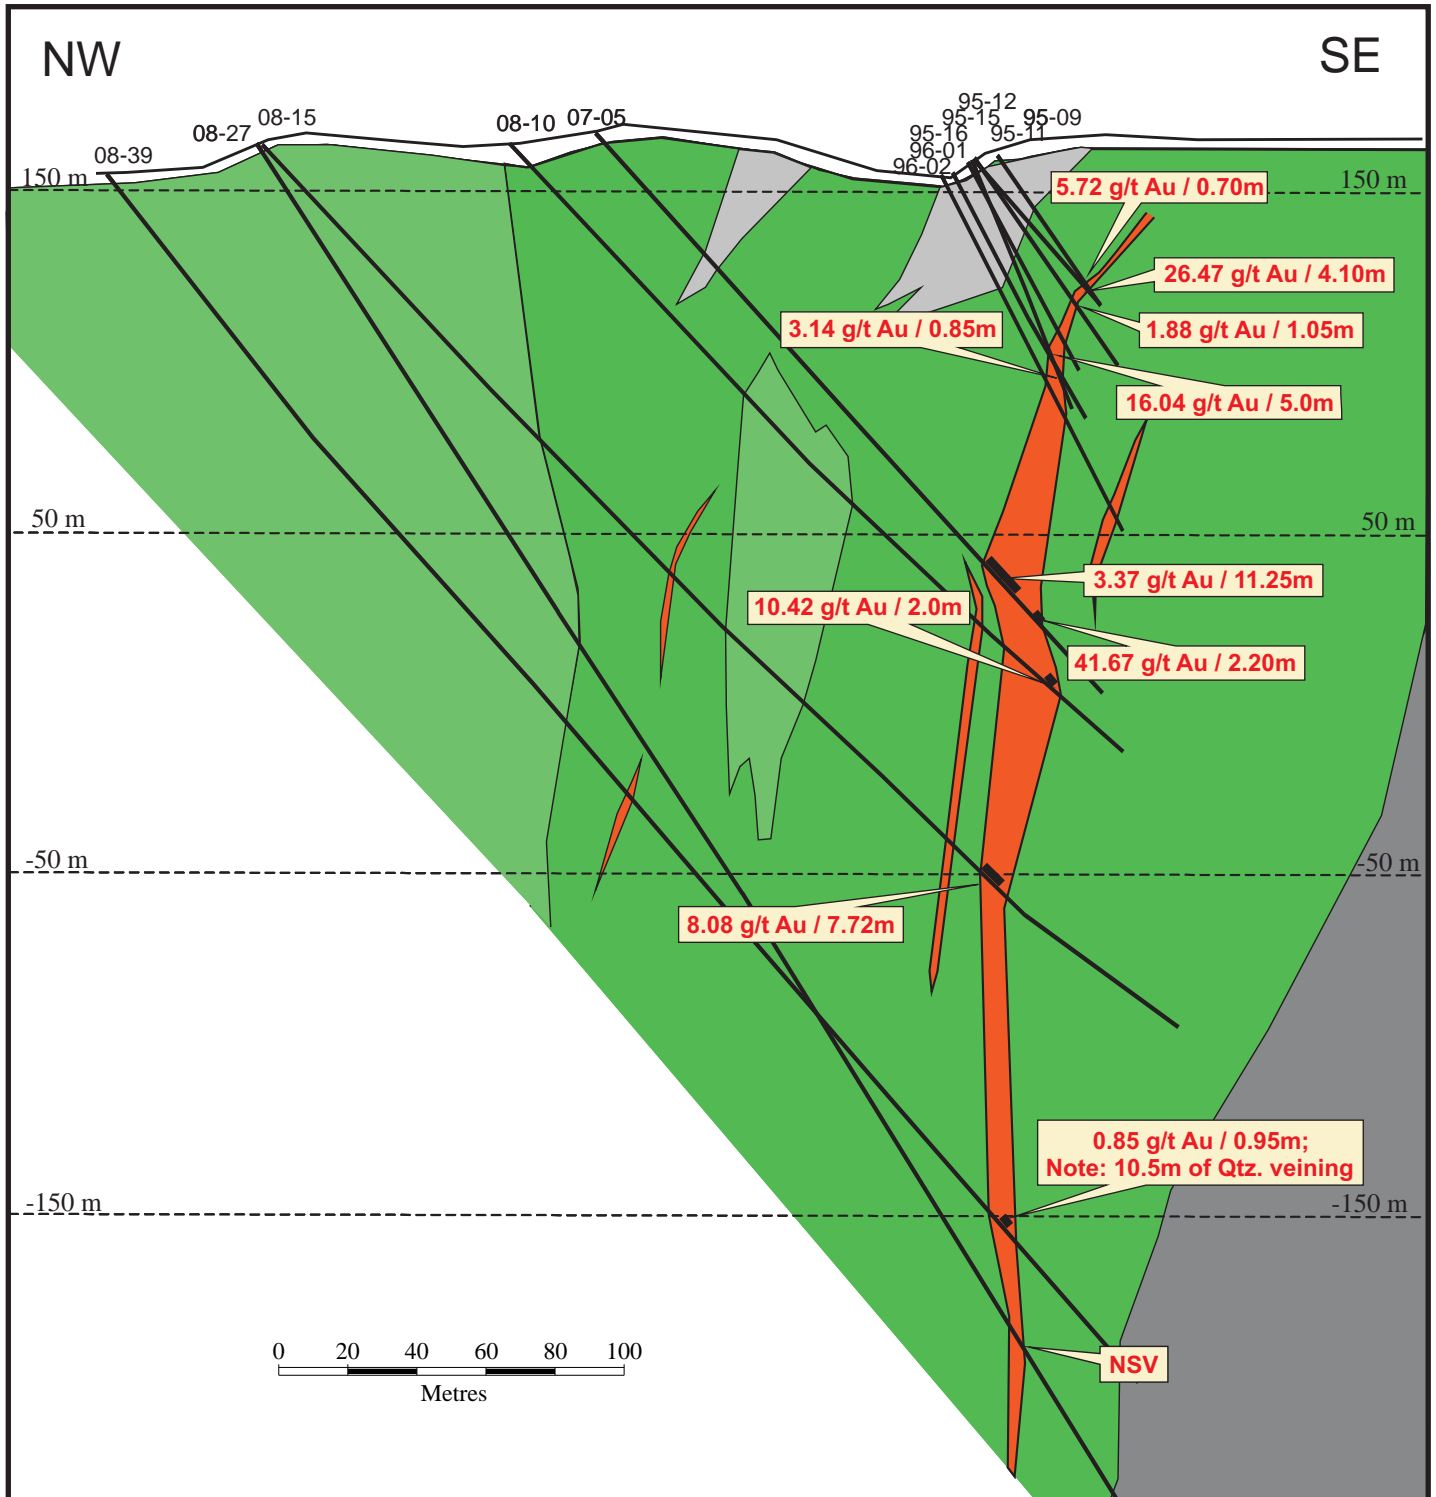 NW
SE
95-12
95-15
95-09
08-15
07-05
08-27
08-10
95-16
95-11
96-01
08-39
96-02
150 m
150 m
5.72 g/t Au / 0.70m
26.47 g/t Au / 4.10m
3.14 g/t Au / 0.85m
1.88 g/t Au / 1.05m
16.04 g/t Au / 5.0m
50 m
50 m
3.37 g/t Au / 11.25m
10.42 g/t Au / 2.0m
41.67 g/t Au / 2.20m
-50 m
-50 m
8.08 g/t Au / 7.72m
0.85 g/t Au / 0.95m;
Note: 10.5m of Qtz. veining
-150 m
-150 m
0 20 40 60 80 100
Metres
NSV